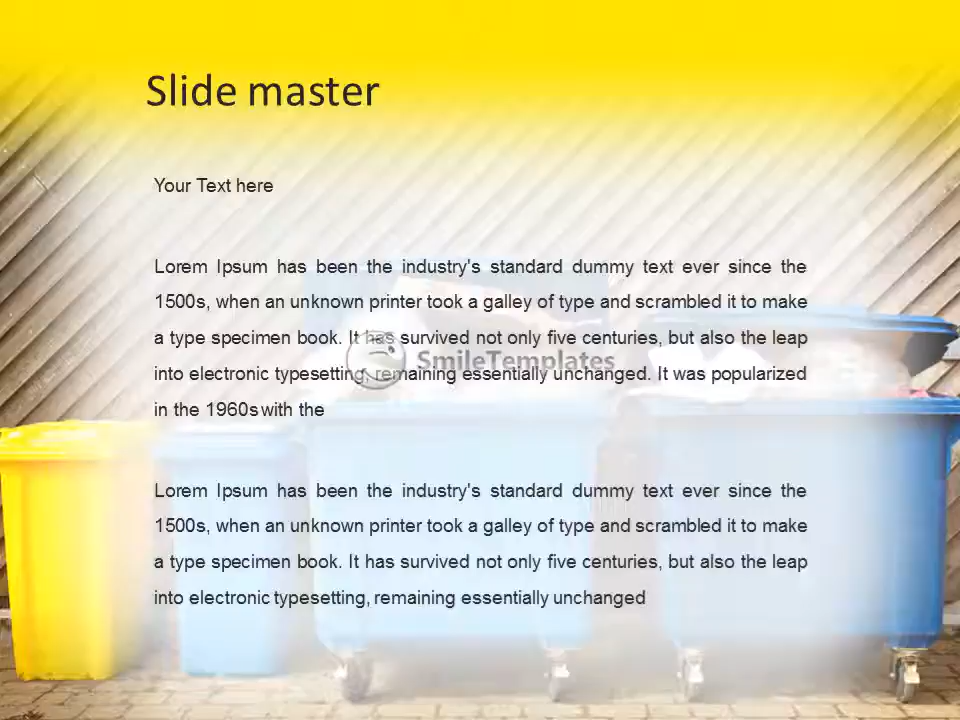 Slide master
Your Text here
Lorem Ipsum has been the industry's standard dummy text ever since the
1500s, when an unknown printer took a galley of type and scrambled it to make
a type specimen book. It has survived not only five centuries, but also the leap
SmileTemplates
into electronic typesetting, remaining essentially unchanged. It was popularized
in the 1960s with the
Lorem Ipsum has been the industry's standard dummy text ever since the
1500s, when an unknown printer took a galley of type and scrambled it to make
a type specimen book. It has survived not only five centuries, but also the leap
into electronic typesetting, remaining essentially unchanged